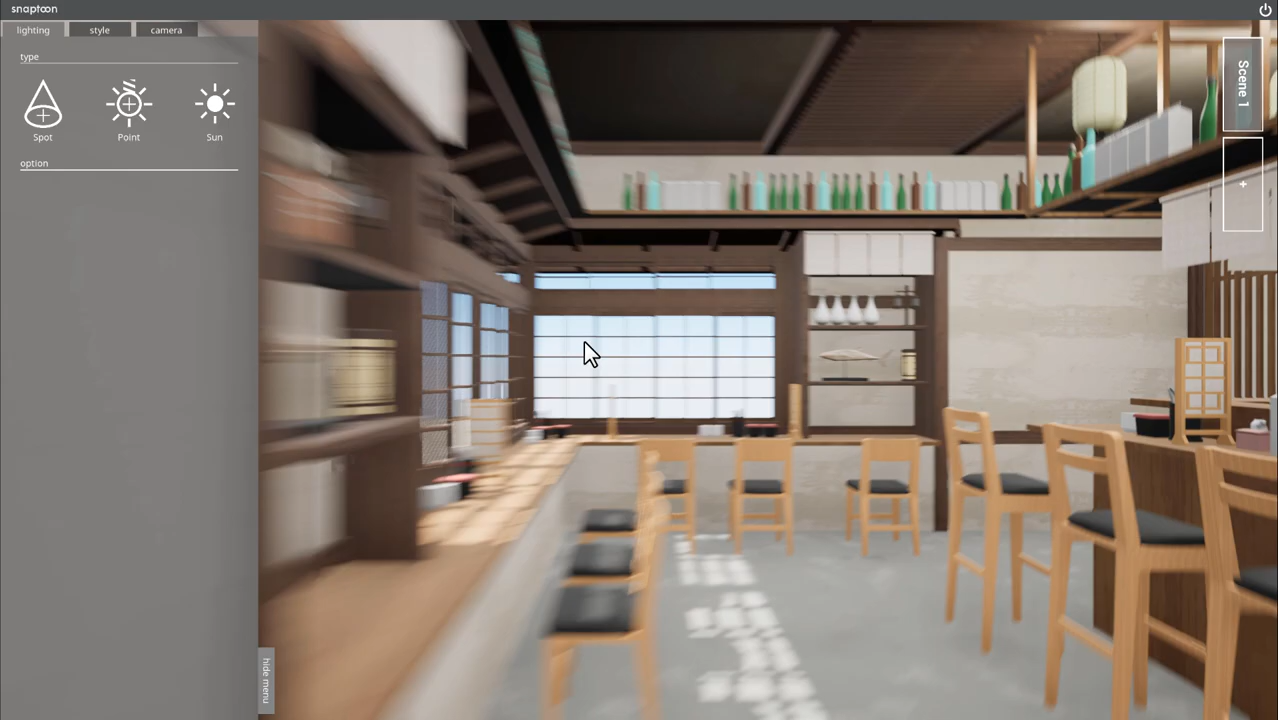 snaptoon
lighting
style
camera
type
Spot
Point
Sun
option
hide menu
Scene 1
+